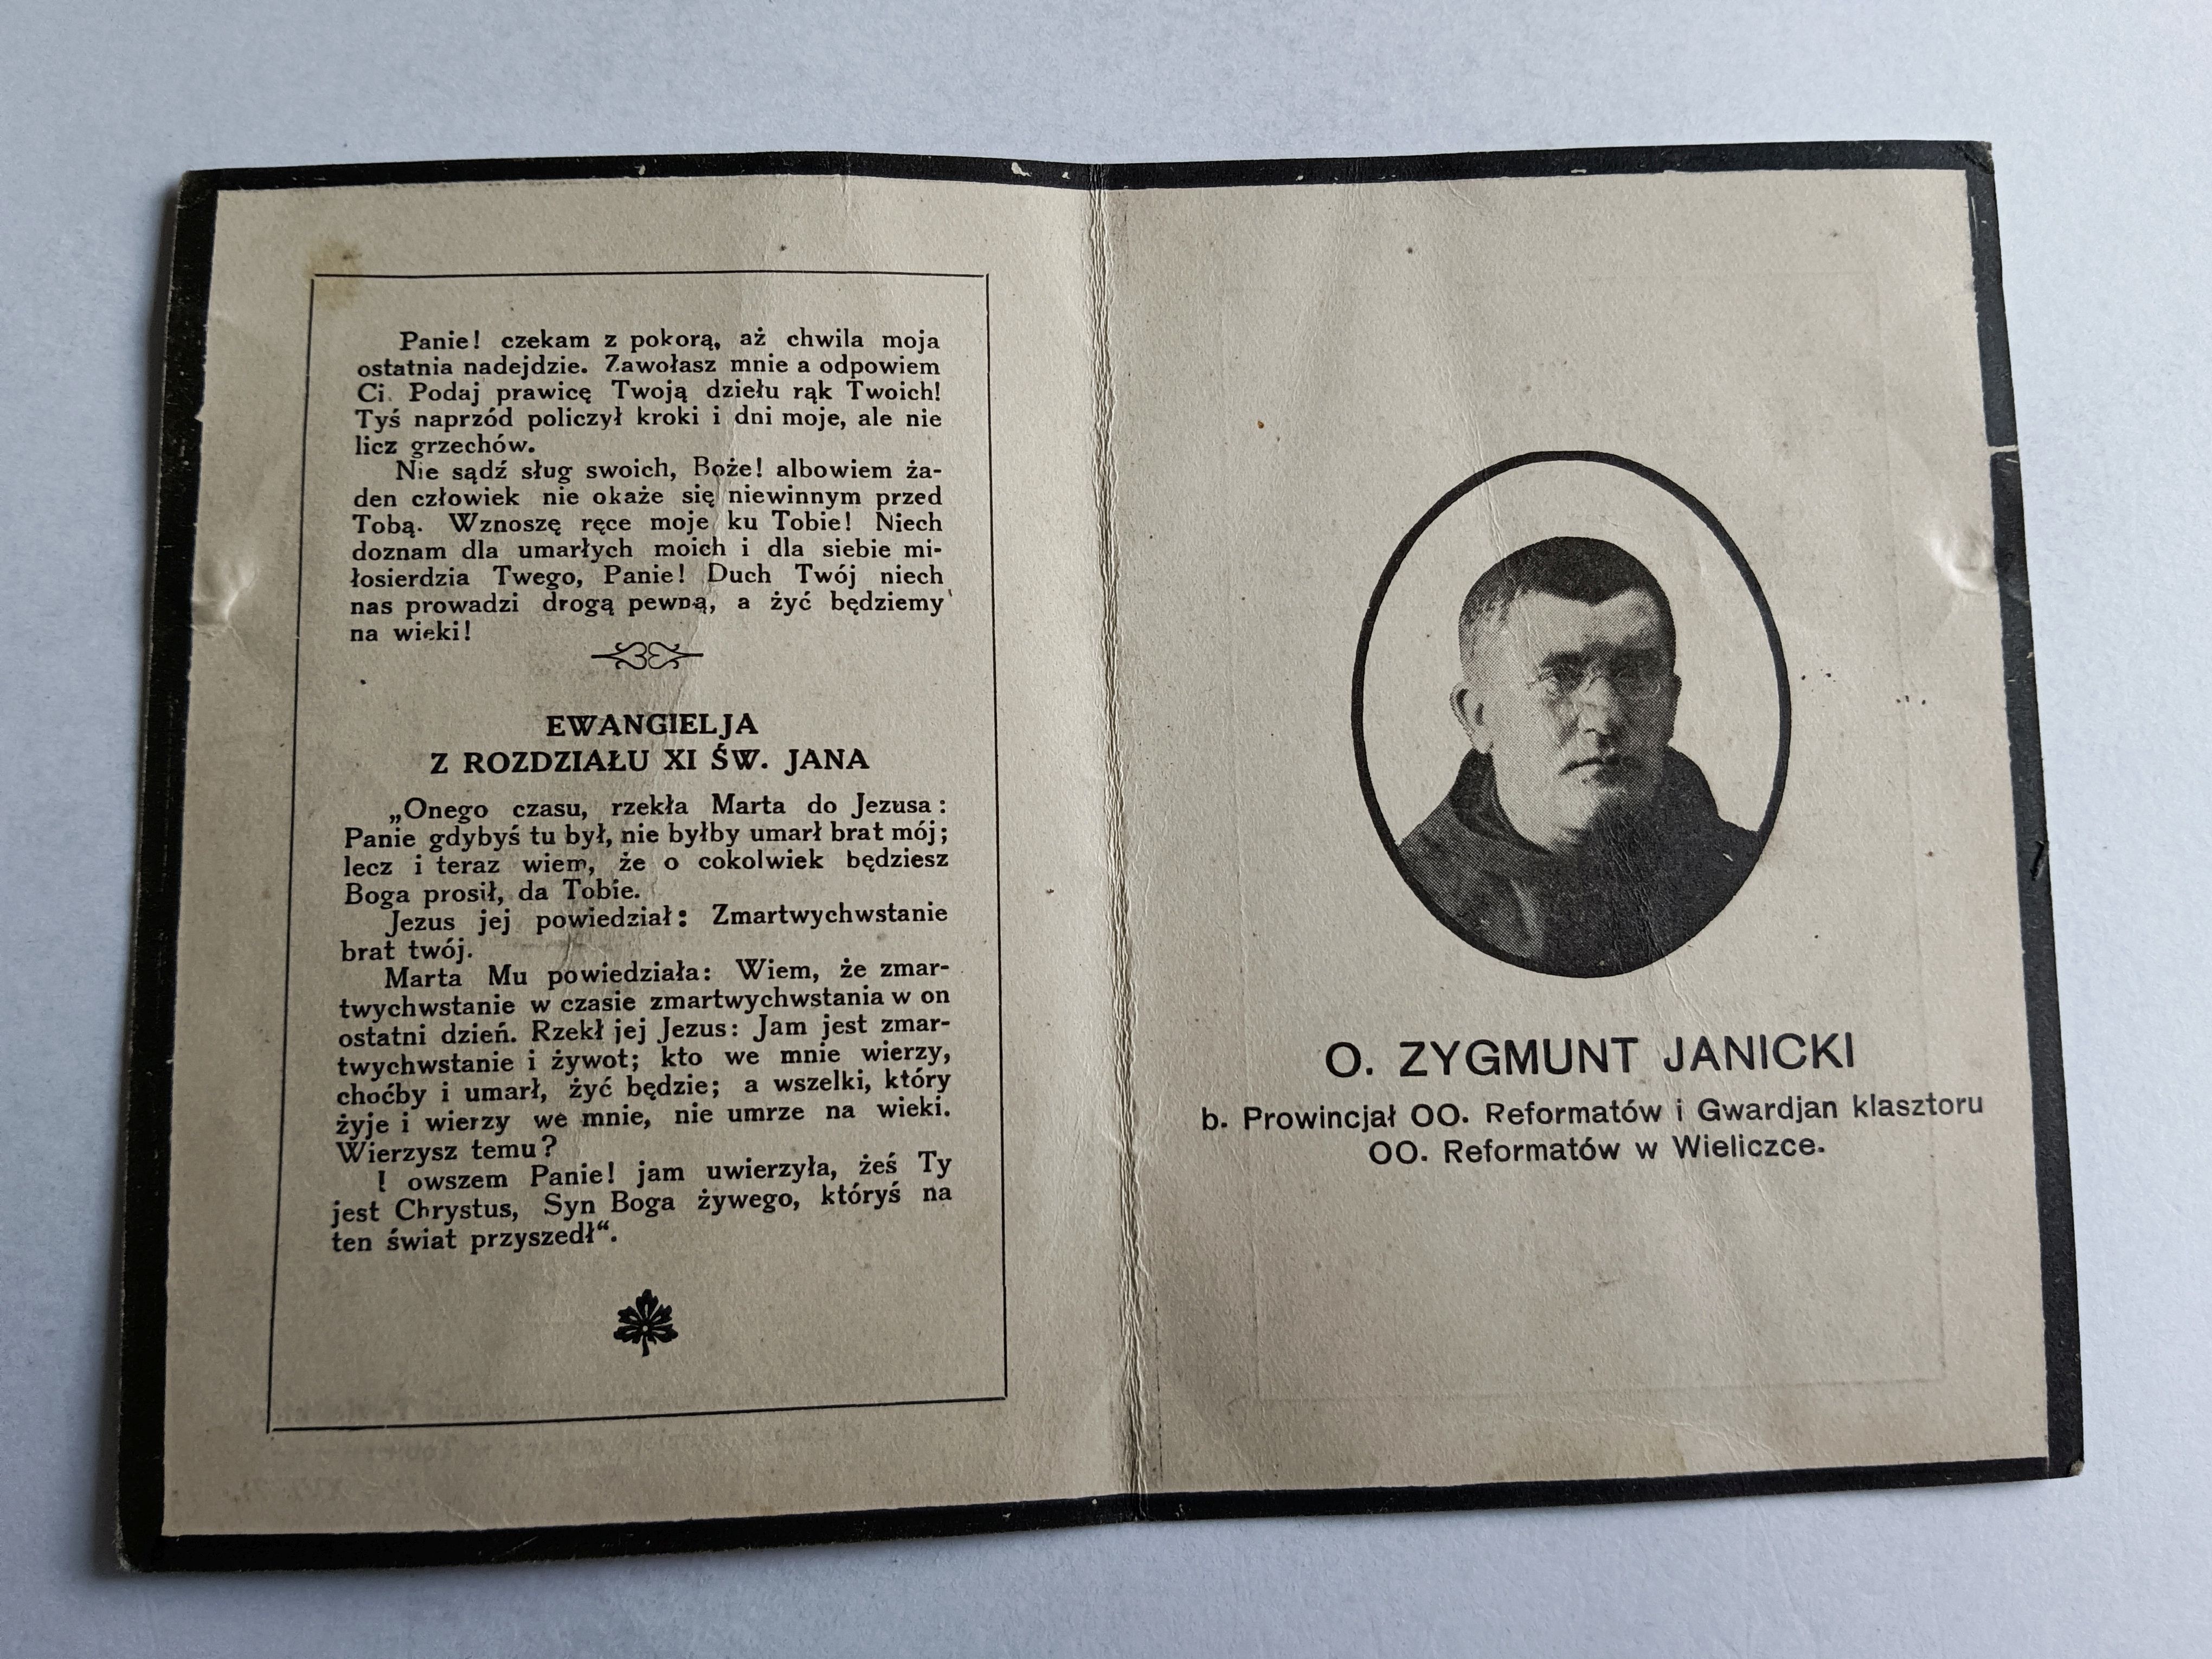 Panie! czekam z pokorą, aż chwila moja
ostatnia nadejdzie. Zawołasz mnie a odpowiem
Ci. Podaj prawicę Twoją dziełu rąk Twoich!
Tyś naprzód policzył kroki i dni moje, ale nie
licz grzechów.
Nie sądź sług swoich, Boże! albowiem ża-
den człowiek nie okaże się niewinnym przed
Tobą. Wznoszę ręce moje ku Tobie! Niech
doznam dla umarłych moich i dla siebie mi-
łosierdzia Twego, Panie! Duch Twój niech
nas prowadzi drogą pewną, a żyć będziemy
na wieki!
EWANGIELJA
Z ROZDZIAŁU XI ŚW. JANA
„Onego czasu, rzekła Marta do Jezusa:
Panie gdybyś tu był, nie byłby umarł brat mój;
lecz i teraz wiem, że o cokolwiek będziesz
Boga prosił, da Tobie.
Jezus jej powiedział: Zmartwychwstanie
brat twój.
Marta Mu powiedziała: Wiem, że zmar-
twychwstanie w czasie zmartwychwstania w on
ostatni dzień. Rzekł jej Jezus: Jam jest zmar-
twychwstanie i żywot; kto we mnie wierzy,
choćby i umarł, żyć będzie; a wszelki, który
żyje i wierzy we mnie, nie umrze na wieki.
Wierzysz temu?
I owszem Panie! jam uwierzyła, żeś Ty
jest Chrystus, Syn Boga żywego, któryś na
ten świat przyszedł“.
O. ZYGMUNT JANICKI
b. Prowincjał OO. Reformatów i Gwardjan klasztoru
OO. Reformatów w Wieliczce.